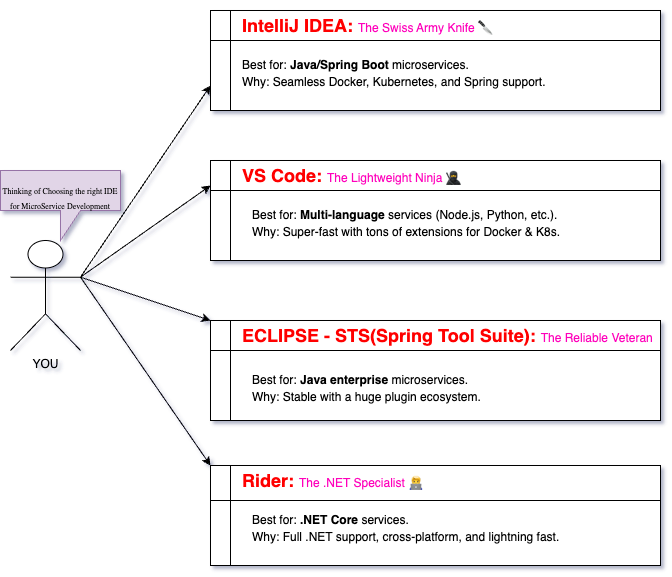 IntelliJ IDEA: The Swiss Army Knife 🔪
Best for: Java/Spring Boot microservices.
Why: Seamless Docker, Kubernetes, and Spring support.
VS Code: The Lightweight Ninja 🥷
Best for: Multi-language services (Node.js, Python, etc.).
Why: Super-fast with tons of extensions for Docker & K8s.
Thinking of Choosing the right IDE
for MicroService Development
YOU
ECLIPSE - STS(Spring Tool Suite): The Reliable Veteran
Best for: Java enterprise microservices.
Why: Stable with a huge plugin ecosystem.
Rider: The .NET Specialist 👨‍💻
Best for: .NET Core services.
Why: Full .NET support, cross-platform, and lightning fast.